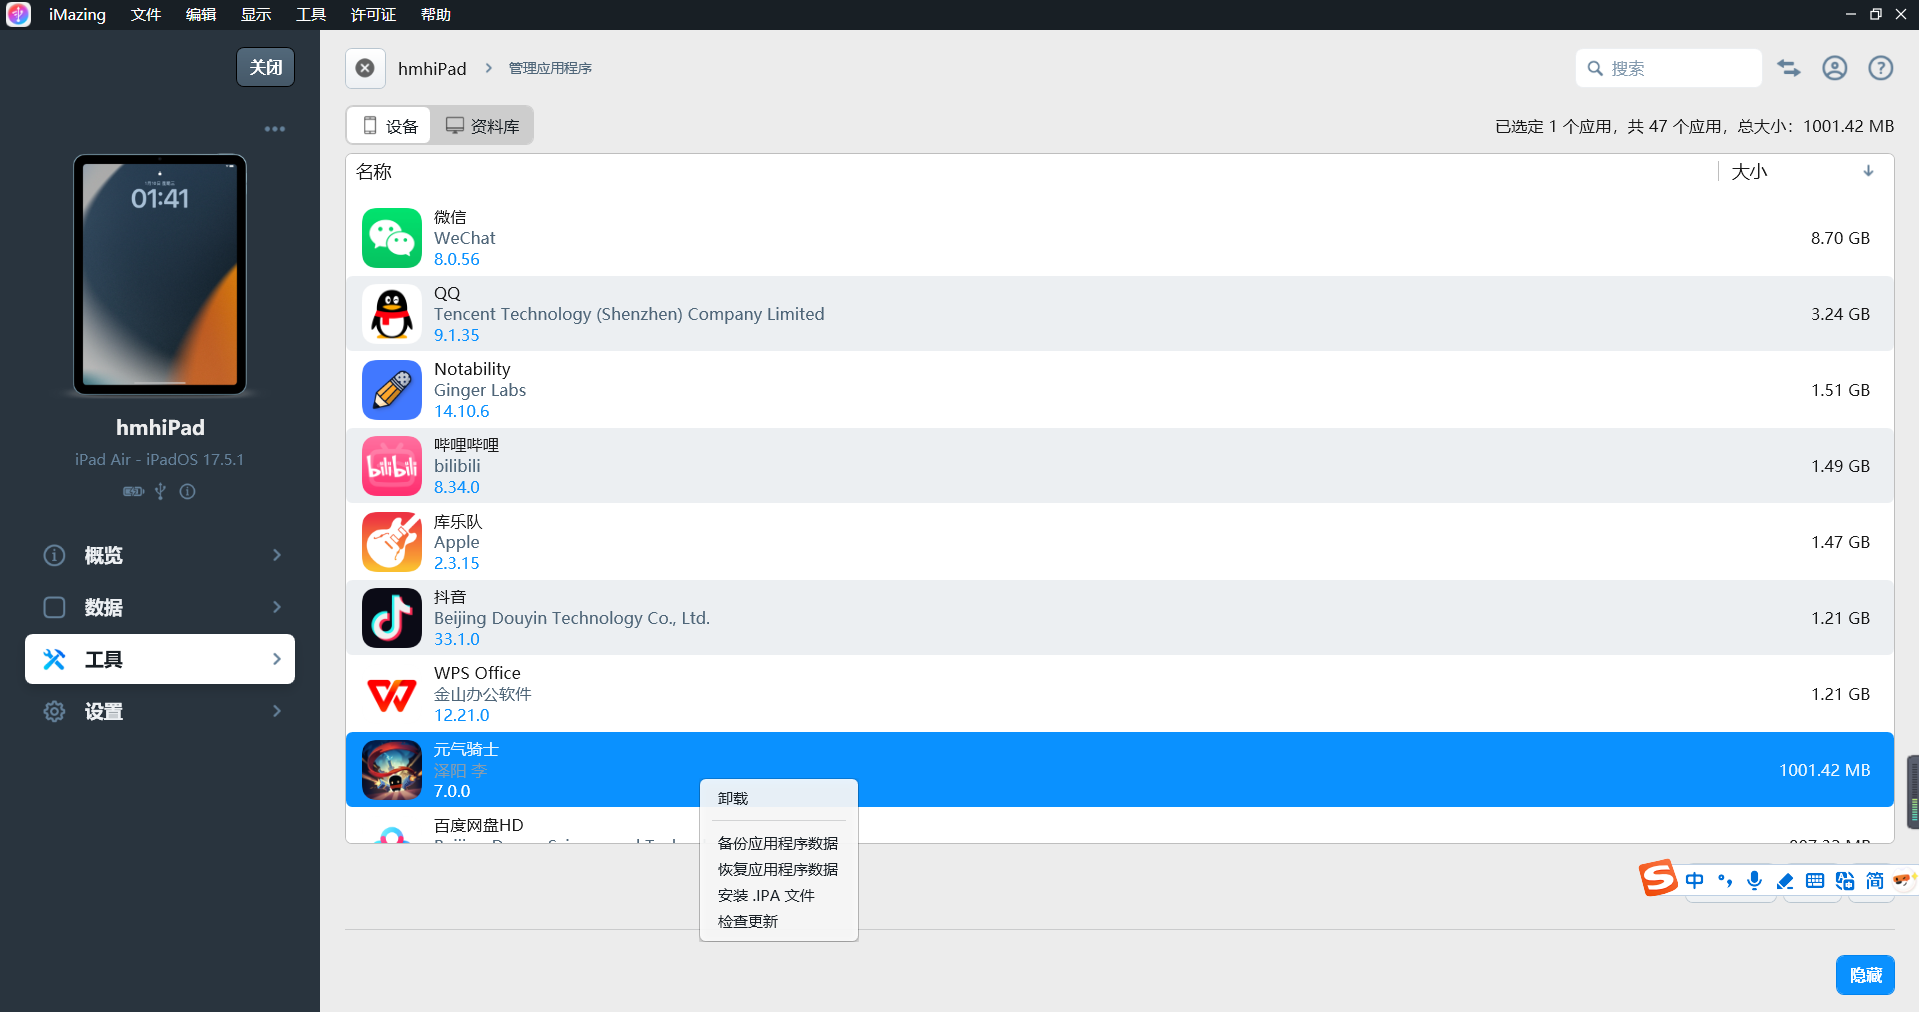 iMazing 文件 编辑 显示 工具 许可证 帮助
关闭
hmhiPad 管理应用程序
搜索
设备 资料库
已选定 1 个应用，共 47 个应用，总大小：1001.42 MB
名称 大小
01:41
hmhiPad
iPad Air - iPadOS 17.5.1
概览
数据
工具
设置
微信
WeChat
8.0.56
8.70 GB
QQ
Tencent Technology (Shenzhen) Company Limited
9.1.35
3.24 GB
Notability
Ginger Labs
14.10.6
1.51 GB
哔哩哔哩
bilibili
8.34.0
1.49 GB
bilibili
库乐队
Apple
2.3.15
1.47 GB
抖音
Beijing Douyin Technology Co., Ltd.
33.1.0
1.21 GB
WPS Office
金山办公软件
12.21.0
1.21 GB
元气骑士
泽阳 李
7.0.0
1001.42 MB
百度网盘HD
卸载
备份应用程序数据
恢复应用程序数据
安装 .IPA 文件
检查更新
中 简
隐藏